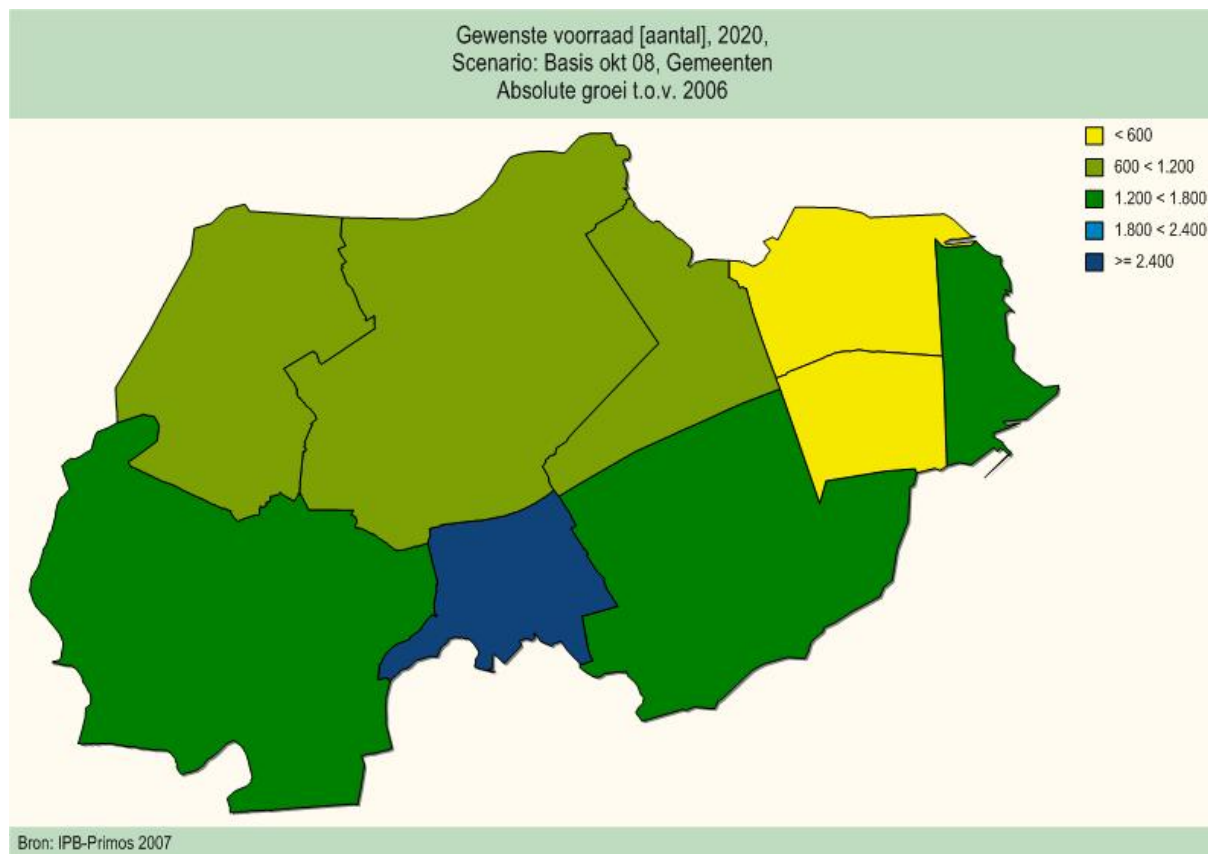 Gewenste voorraad [aantal], 2020,
Scenario: Basis okt 08, Gemeenten
Absolute groei t.o.v. 2006
< 600
600 < 1.200
1.200 < 1.800
1.800 < 2.400
>= 2.400
Bron: IPB-Primos 2007